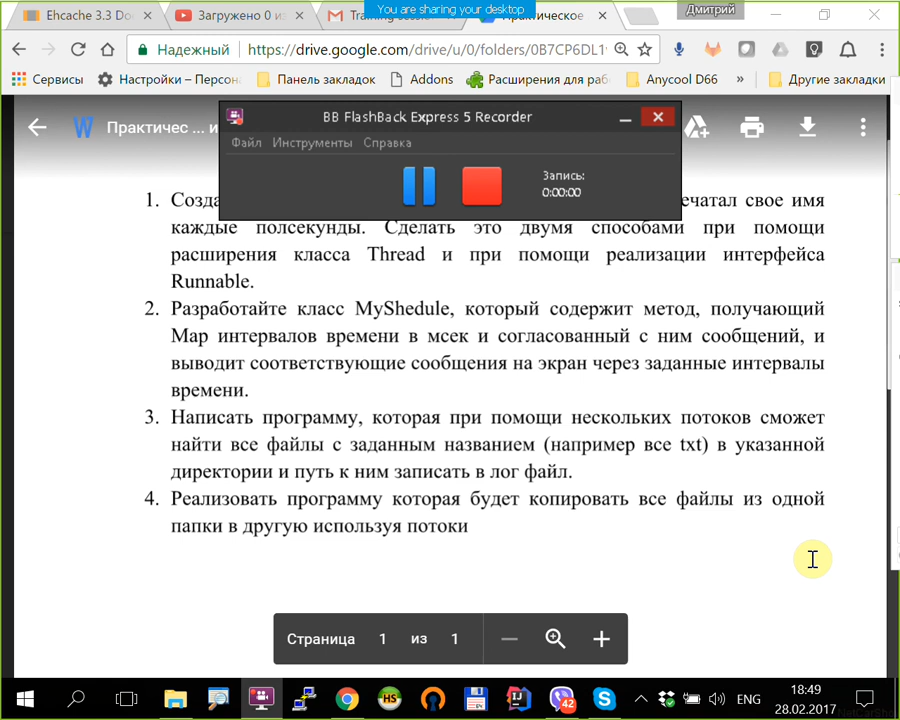 You are sharing your desktop
Дмитрий
Ehcache 3.3 Do
Загружено 0 из
Практическое
Надежный
https://drive.google.com/drive/u/0/folders/0B7CP6DL1
Сервисы
Настройки – Персона
Панель закладок
Addons
Расширения для раб
Anycool D66
»
Другие закладки
Практичес ... и
BB FlashBack Express 5 Recorder
Файл Инструменты Справка
Запись:
0:00:00
1. Созда ечатал свое имя
каждые полсекунды. Сделать это двумя способами при помощи
расширения класса Thread и при помощи реализации интерфейса
Runnable.
2. Разработайте класс MyShedule, который содержит метод, получающий
Map интервалов времени в мсек и согласованный с ним сообщений, и
выводит соответствующие сообщения на экран через заданные интервалы
времени.
3. Написать программу, которая при помощи нескольких потоков сможет
найти все файлы с заданным названием (например все txt) в указанной
директории и путь к ним записать в лог файл.
4. Реализовать программу которая будет копировать все файлы из одной
папки в другую используя потоки
Страница 1 из 1
HS
42
ENG
18:49
28.02.2017